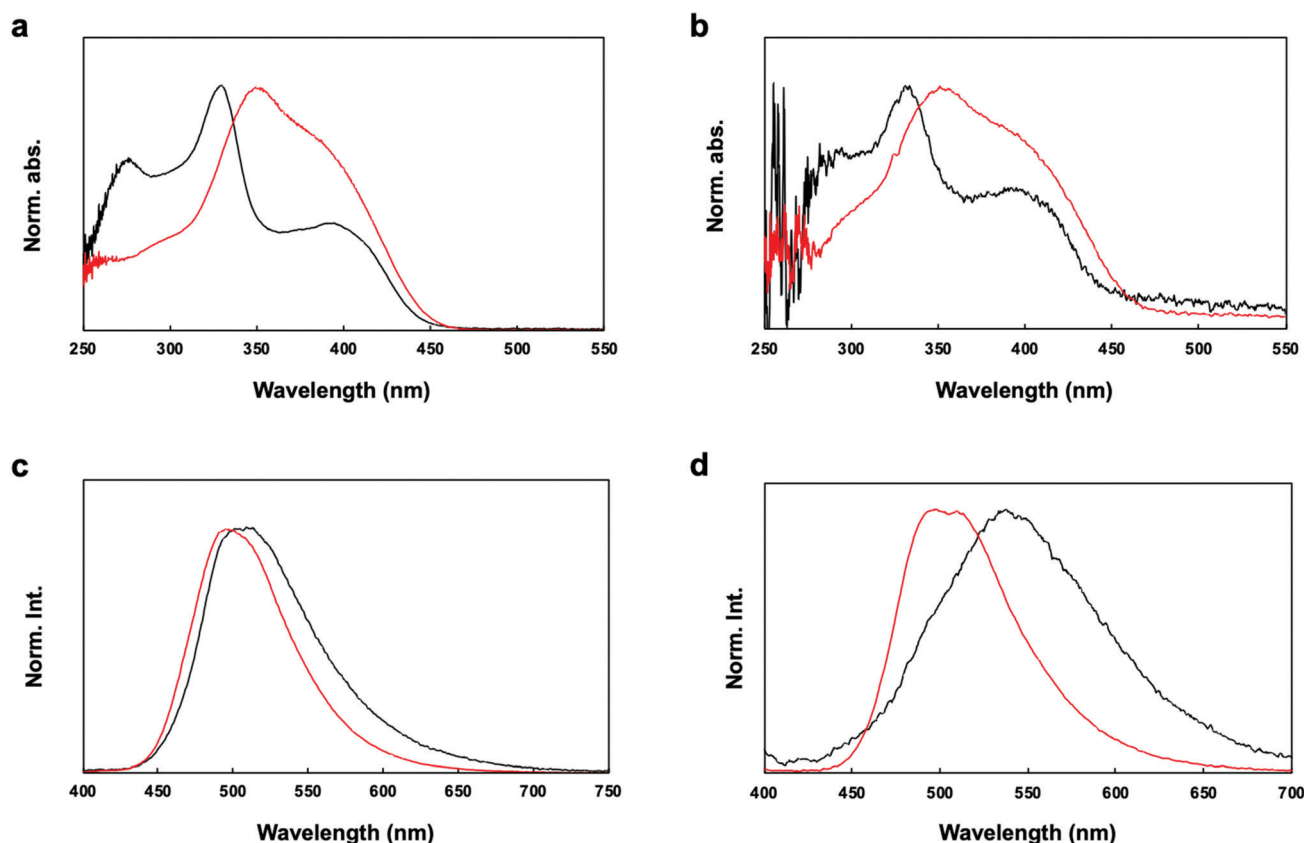 a
Norm. abs.
250 300 350 400 450 500 550
Wavelength (nm)
b
Norm. abs.
250 300 350 400 450 500 550
Wavelength (nm)
c
Norm. Int.
400 450 500 550 600 650 700 750
Wavelength (nm)
d
Norm. Int.
400 450 500 550 600 650 700
Wavelength (nm)